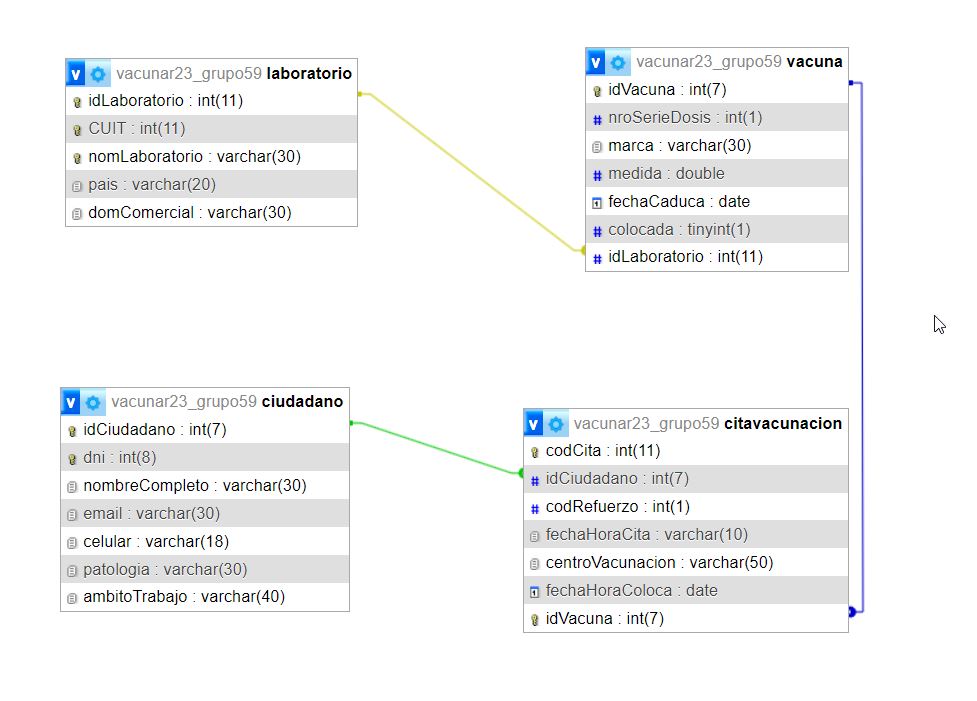 v vacunar23_grupo59 laboratorio
idLaboratorio : int(11)
CUIT : int(11)
nomLaboratorio : varchar(30)
pais : varchar(20)
domComercial : varchar(30)
v vacunar23_grupo59 vacuna
idVacuna : int(7)
# nroSerieDosis : int(1)
marca : varchar(30)
# medida : double
fechaCaduca : date
# colocada : tinyint(1)
# idLaboratorio : int(11)
v vacunar23_grupo59 ciudadano
idCiudadano : int(7)
dni : int(8)
nombreCompleto : varchar(30)
email : varchar(30)
celular : varchar(18)
patologia : varchar(30)
ambitoTrabajo : varchar(40)
v vacunar23_grupo59 citavacunacion
codCita : int(11)
# idCiudadano : int(7)
# codRefuerzo : int(1)
fechaHoraCita : varchar(10)
centroVacunacion : varchar(50)
fechaHoraColoca : date
idVacuna : int(7)